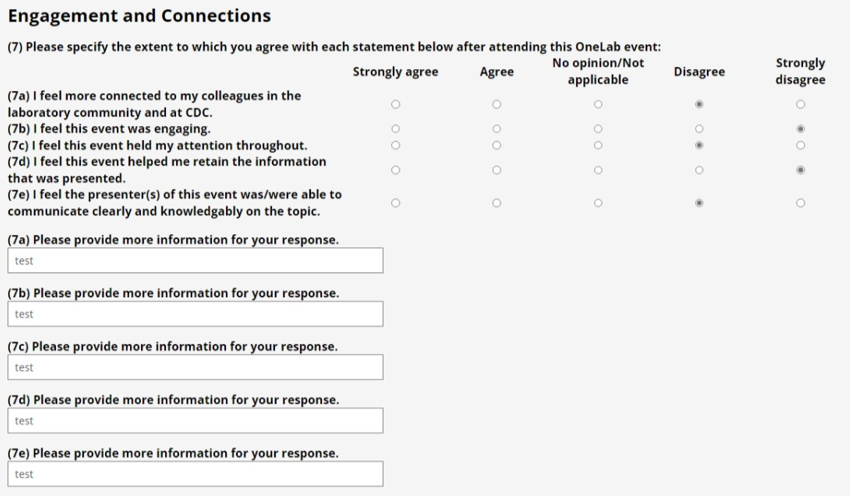 Engagement and Connections
(7) Please specify the extent to which you agree with each statement below after attending this OneLab event:
Strongly agree Agree No opinion/Not applicable Disagree Strongly disagree
(7a) I feel more connected to my colleagues in the
laboratory community and at CDC.
(7b) I feel this event was engaging.
(7c) I feel this event held my attention throughout.
(7d) I feel this event helped me retain the information
that was presented.
(7e) I feel the presenter(s) of this event was/were able to
communicate clearly and knowledgably on the topic.
(7a) Please provide more information for your response.
test
(7b) Please provide more information for your response.
test
(7c) Please provide more information for your response.
test
(7d) Please provide more information for your response.
test
(7e) Please provide more information for your response.
test